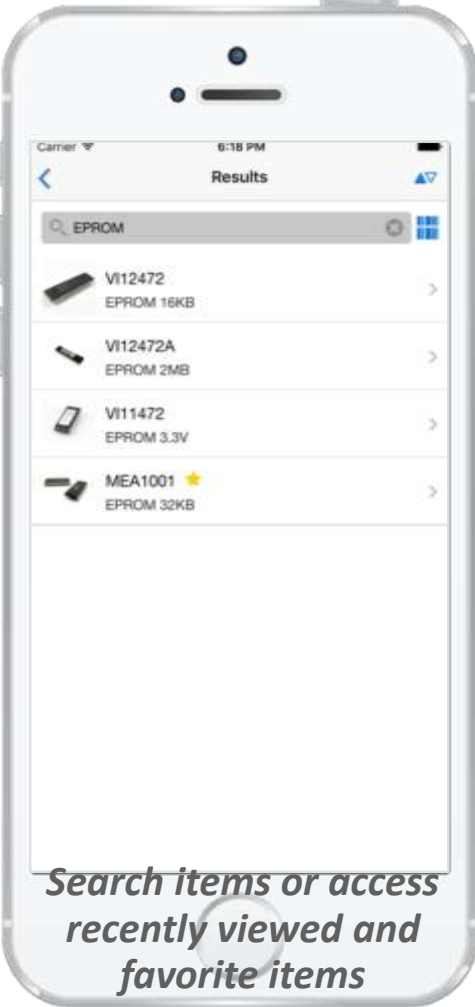 Carrier 6:18 PM
Results
EPROM
VI12472
EPROM 16KB
VI12472A
EPROM 2MB
VI11472
EPROM 3.3V
MEA1001
EPROM 32KB
Search items or access
recently viewed and
favorite items